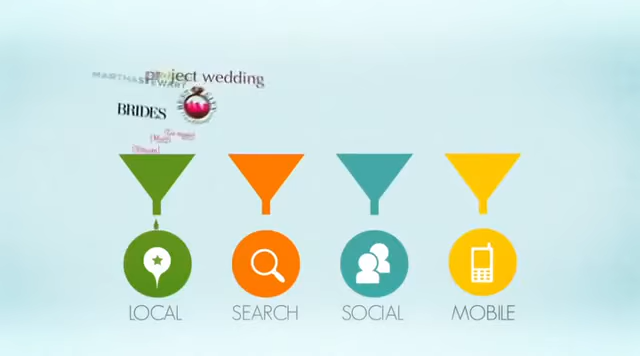 MARTHA STEWART
project wedding
BRIDES
LOCAL
SEARCH
SOCIAL
MOBILE